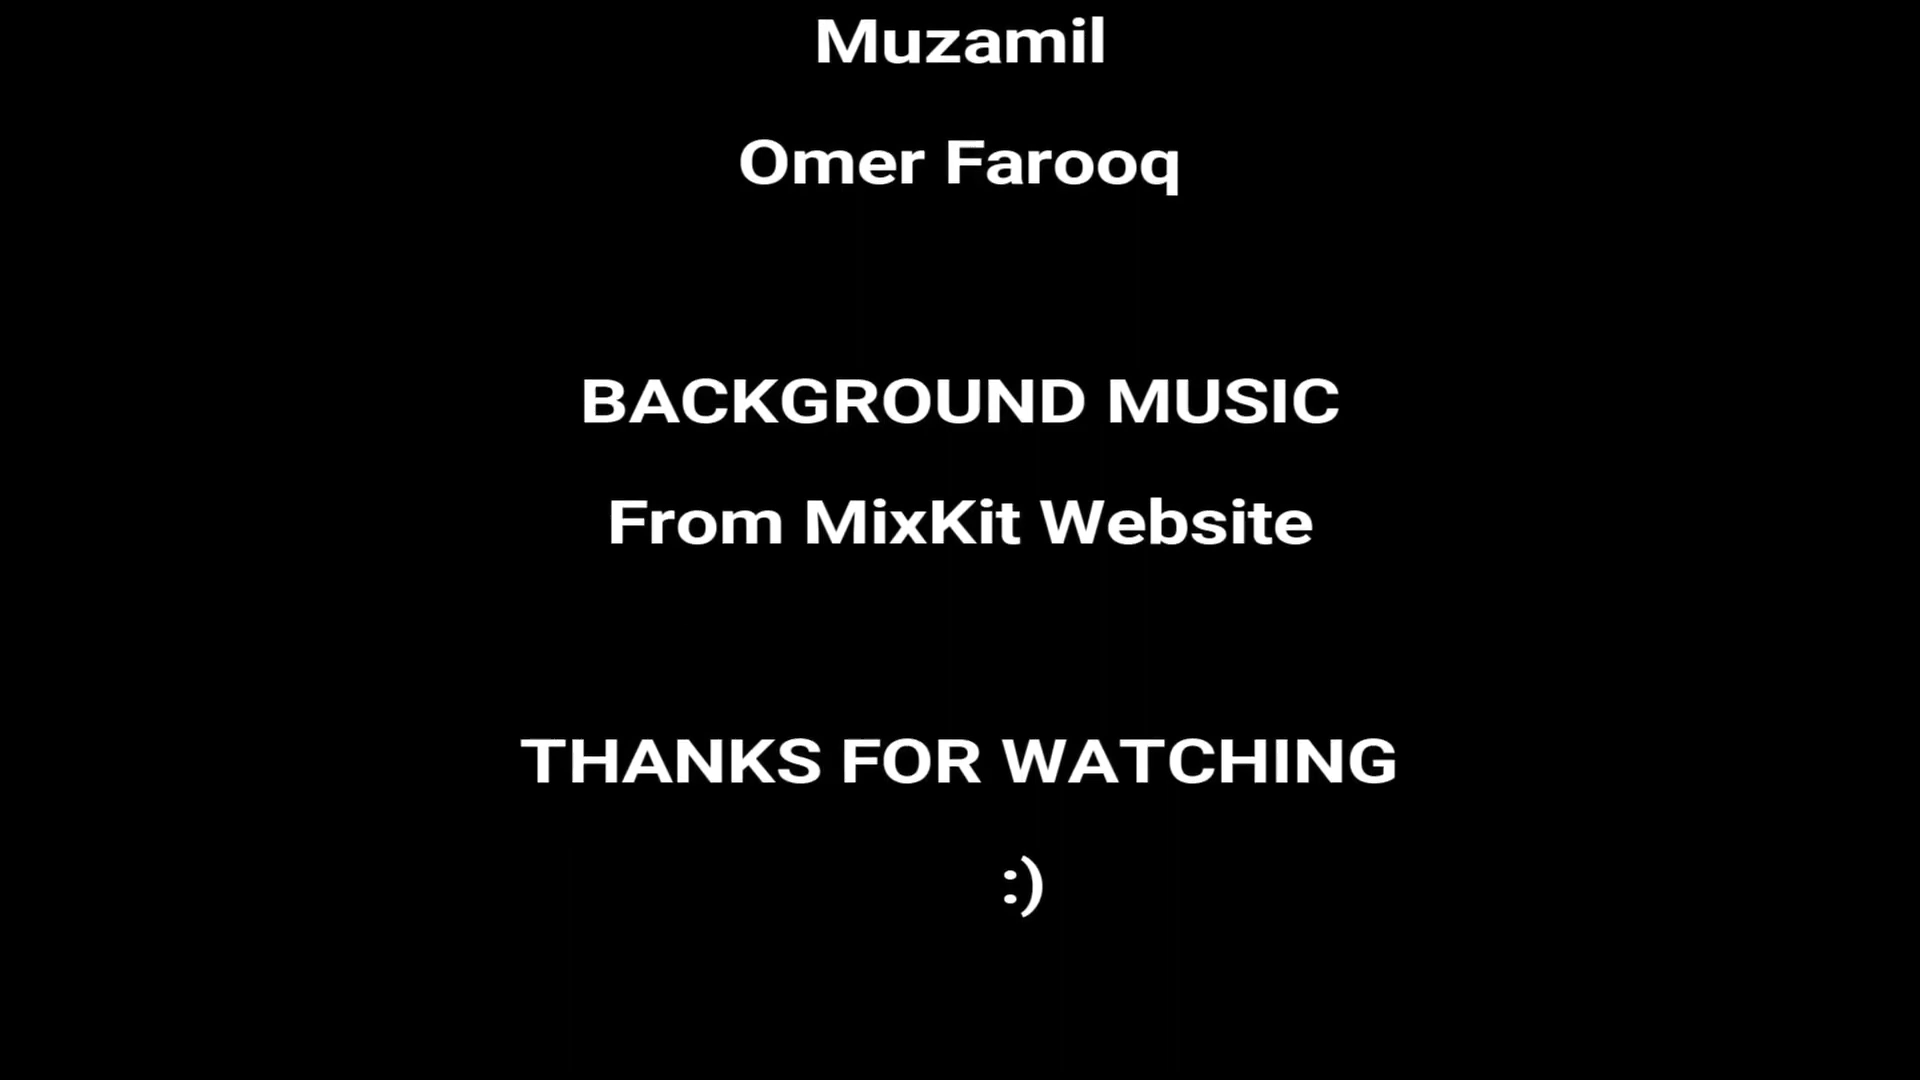 Muzamil
Omer Farooq
BACKGROUND MUSIC
From MixKit Website
THANKS FOR WATCHING
:)